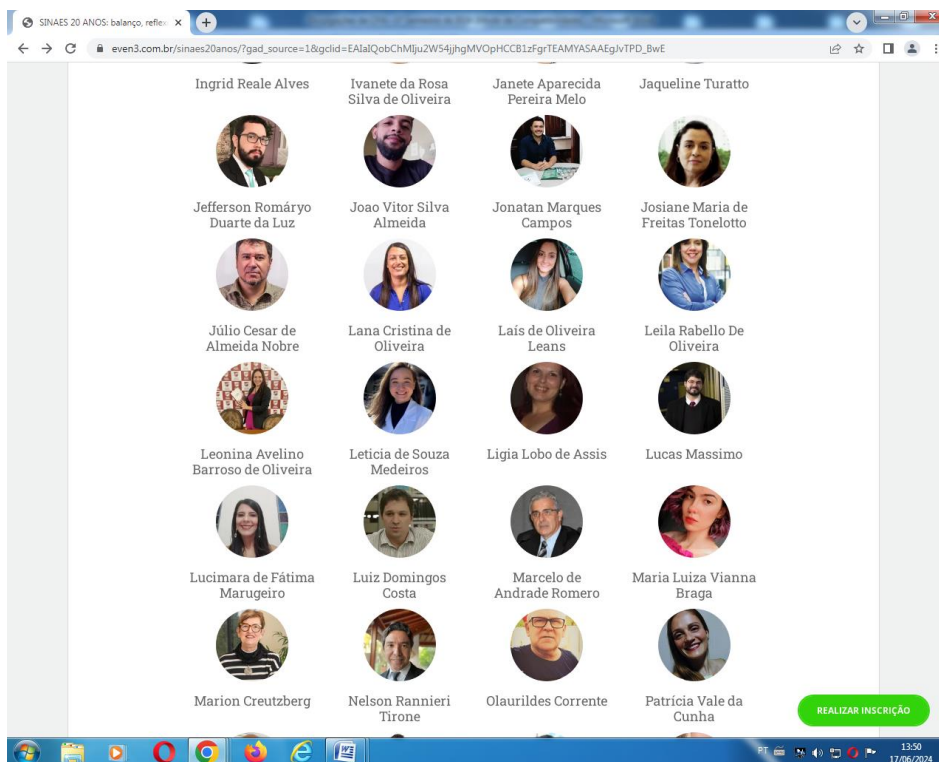 SINAES 20 ANOS: balanço, reflex
even3.com.br/sinaes20anos/?gad_source=1&gclid=EAIaIQobChMIju2W54jjhgMVOpHCCB1zFgrTEAMYASAAEgJvTPD_BwE
Ingrid Reale Alves
Ivanete da Rosa
Silva de Oliveira
Janete Aparecida
Pereira Melo
Jaqueline Turatto
Jefferson Romáryo
Duarte da Luz
Joao Vitor Silva
Almeida
Jonatan Marques
Campos
Josiane Maria de
Freitas Tonelotto
Júlio Cesar de
Almeida Nobre
Lana Cristina de
Oliveira
Laís de Oliveira
Leans
Leila Rabello De
Oliveira
Leonina Avelino
Barroso de Oliveira
Leticia de Souza
Medeiros
Ligia Lobo de Assis
Lucas Massimo
Lucimara de Fátima
Marugeiro
Luiz Domingos
Costa
Marcelo de
Andrade Romero
Maria Luiza Vianna
Braga
Marion Creutzberg
Nelson Rannieri
Tirone
Olaurildes Corrente
Patrícia Vale da
Cunha
REALIZAR INSCRIÇÃO
PT
13:50
17/06/2024